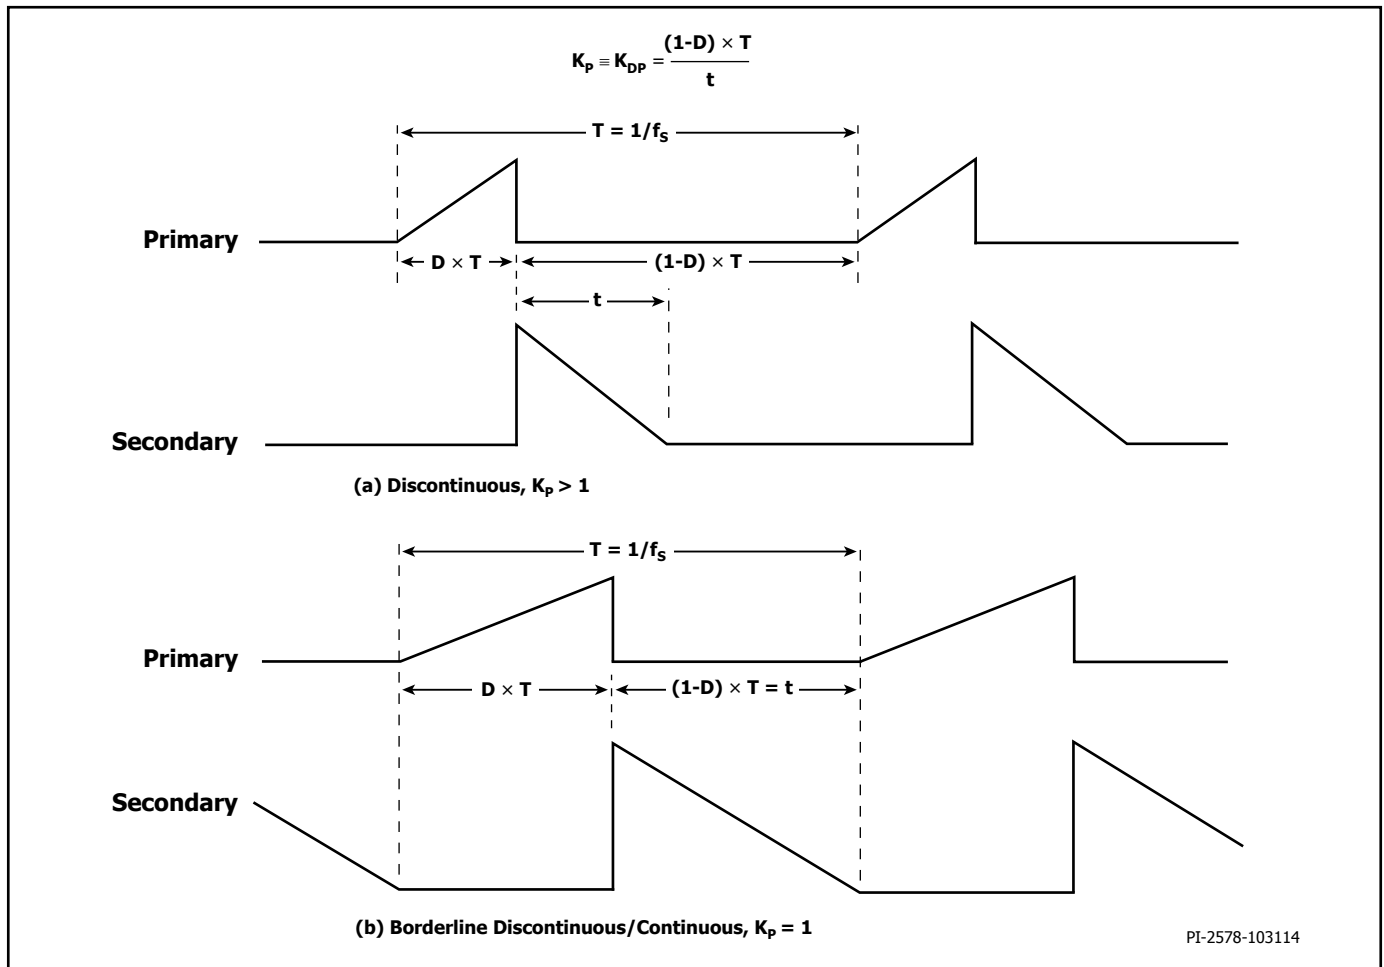 K_P ≡ K_DP = (1-D) × T / t
T = 1/f_S
Primary
D × T
(1-D) × T
t
Secondary
(a) Discontinuous, K_P > 1
T = 1/f_S
Primary
D × T
(1-D) × T = t
Secondary
(b) Borderline Discontinuous/Continuous, K_P = 1
PI-2578-103114